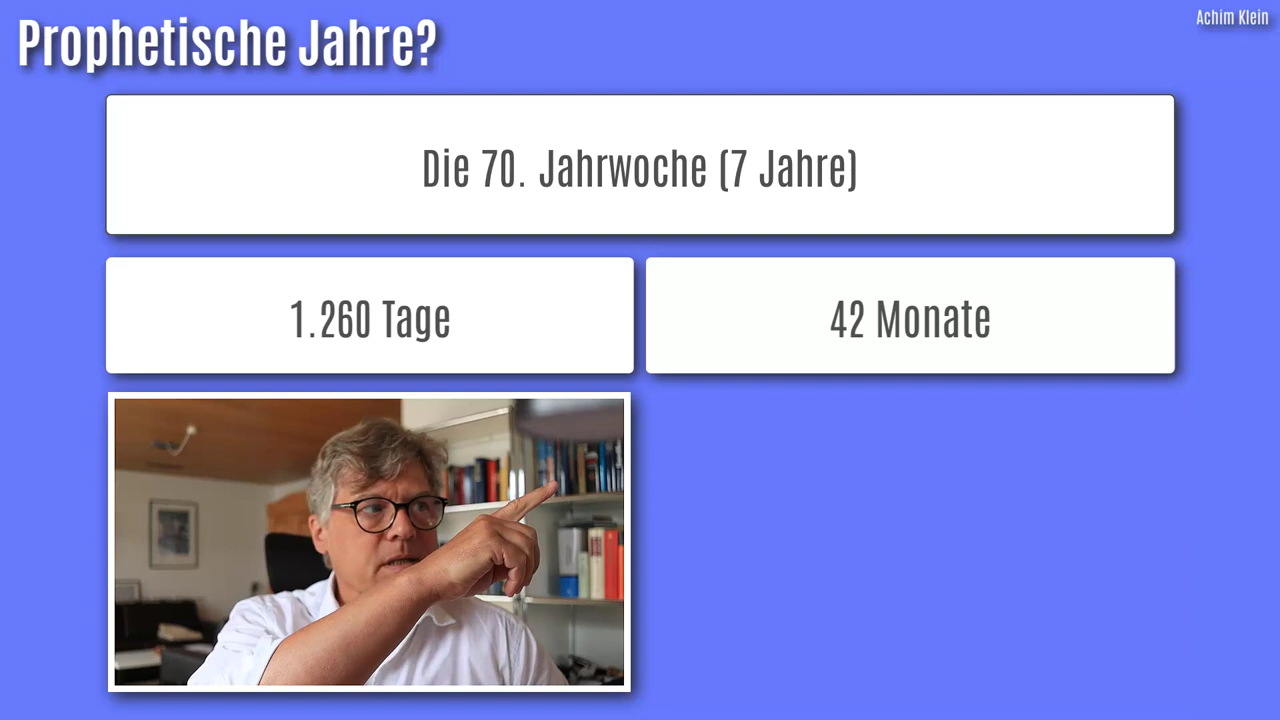 Prophetische Jahre?
Achim Klein
Die 70. Jahrwoche (7 Jahre)
1.260 Tage
42 Monate